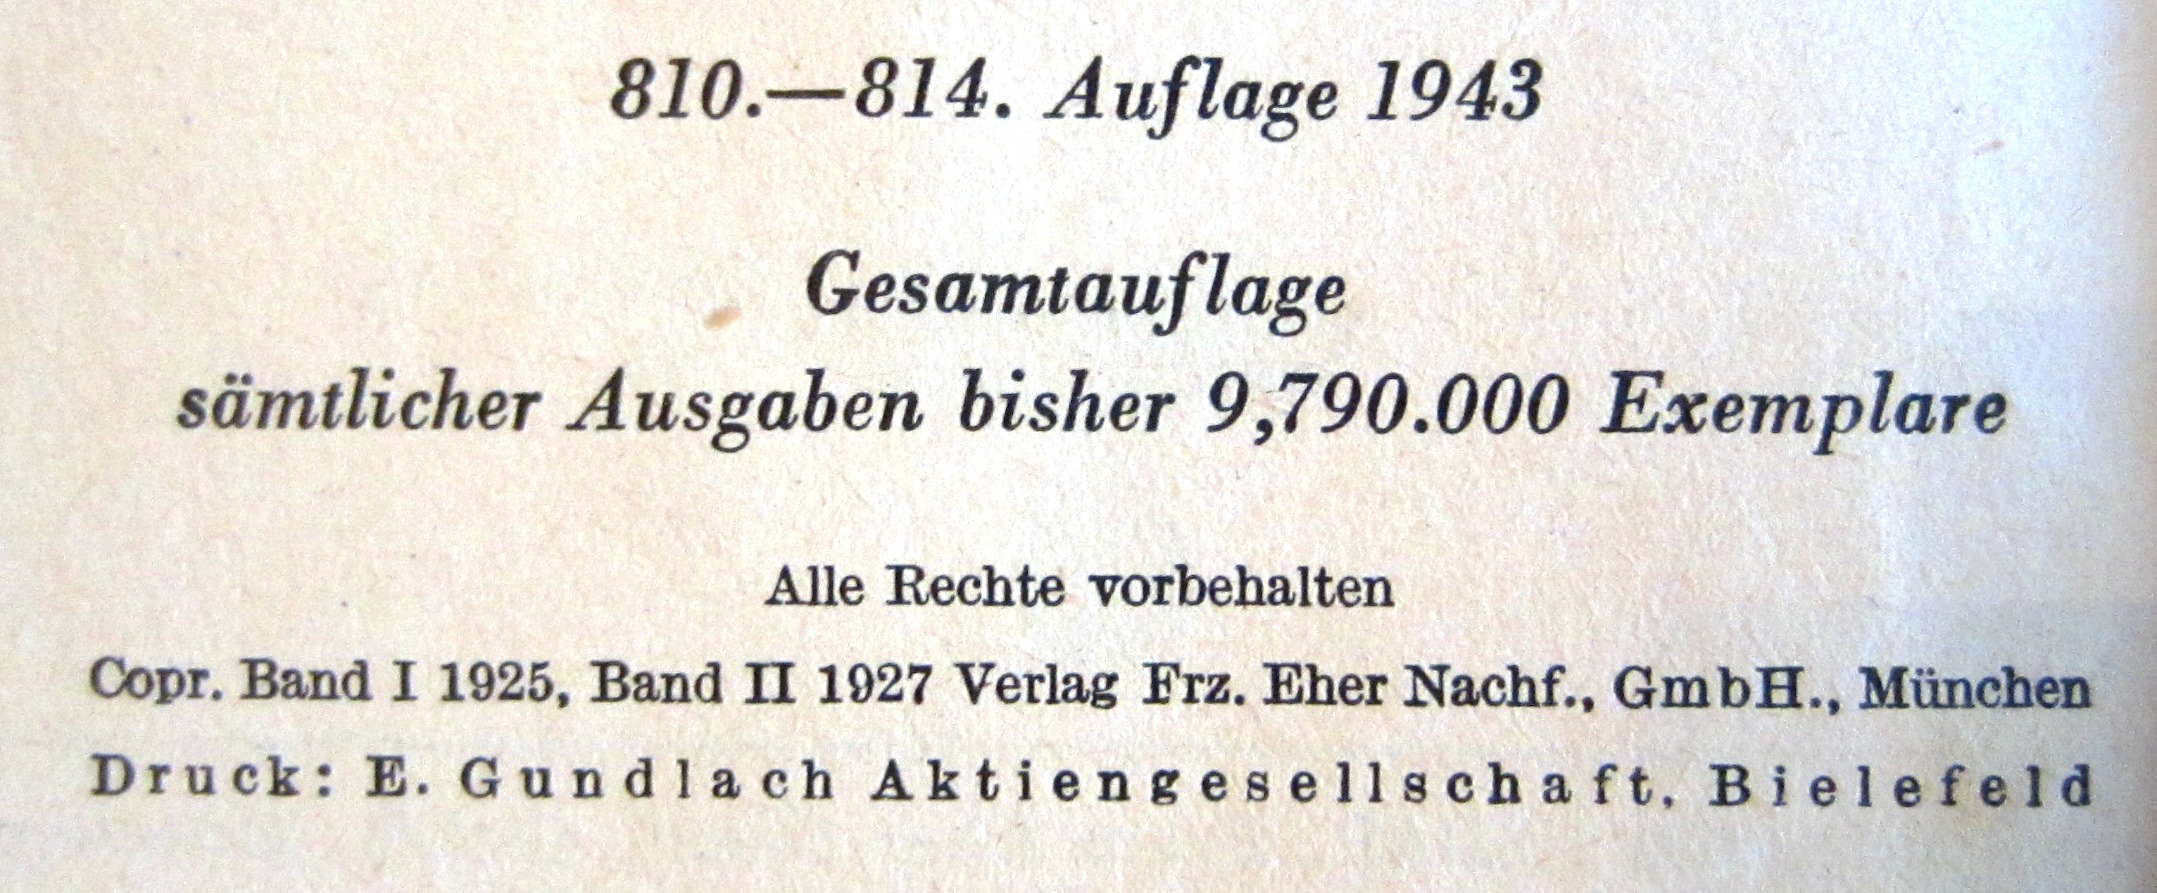 810.—814. Auflage 1943
Gesamtauflage
sämtlicher Ausgaben bisher 9,790.000 Exemplare
Alle Rechte vorbehalten
Copr. Band I 1925, Band II 1927 Verlag Frz. Eher Nachf., GmbH., München
Druck: E. Gundlach Aktiengesellschaft, Bielefeld